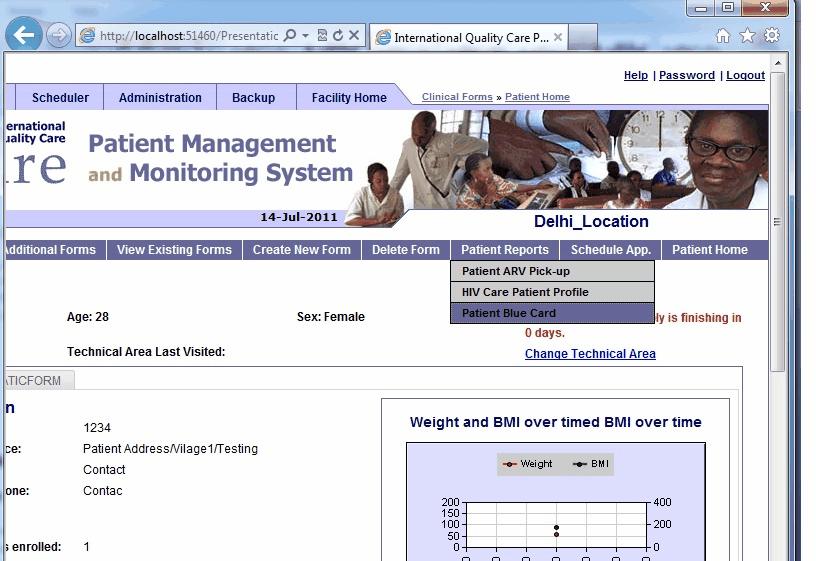 http://localhost:51460/Presentatic
International Quality Care P...
Help | Password | Logout
Scheduler Administration Backup Facility Home Clinical Forms » Patient Home
ernational
uality Care
re
Patient Management
and Monitoring System
14-Jul-2011
Delhi_Location
Additional Forms View Existing Forms Create New Form Delete Form Patient Reports Schedule App. Patient Home
Patient ARV Pick-up
HIV Care Patient Profile
Patient Blue Card
Age: 28 Sex: Female ly is finishing in
0 days.
Technical Area Last Visited: Change Technical Area
ATICFORM
n
Weight and BMI over timed BMI over time
1234
ce: Patient Address/Vilage1/Testing
Contact
one: Contac
s enrolled: 1
Weight BMI
200 400
150
100 200
50
0 0